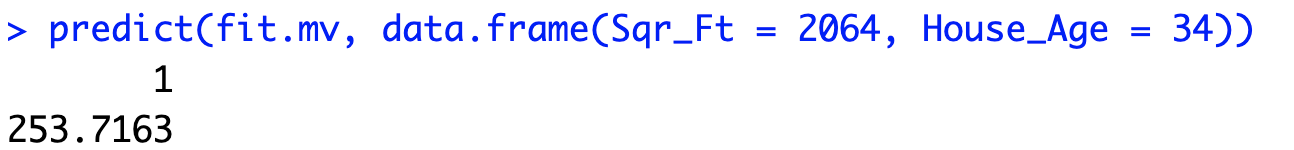 > predict(fit.mv, data.frame(Sqr_Ft = 2064, House_Age = 34))
1
253.7163